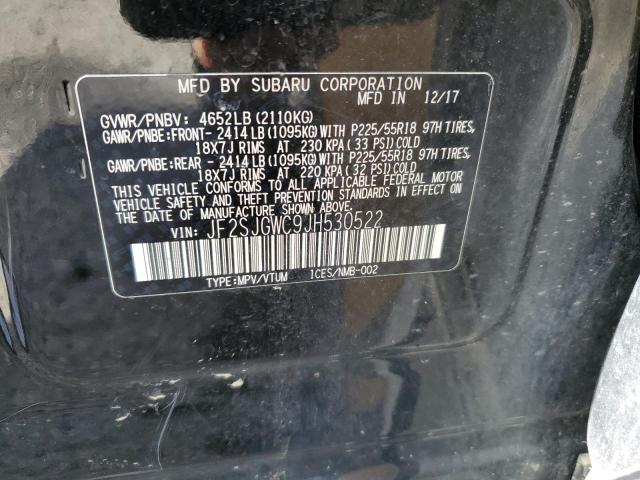 MFD BY SUBARU CORPORATION
MFD IN 12/17
GVWR/PNBV: 4652LB(2110KG)
GAWR/PNBE:FRONT- 2414LB(1095KG)WITH P225/55R18 97H TIRES,
18X7J RIMS AT 230 KPA( 33 PSI)COLD
GAWR/PNBE:REAR - 2414LB(1095KG)WITH P225/55R18 97H TIRES,
18X7J RIMS AT 220 KPA( 32 PSI)COLD
THIS VEHICLE CONFORMS TO ALL APPLICABLE FEDERAL MOTOR
VEHICLE SAFETY AND THEFT PREVENTION STANDARDS IN EFFECT
ON THE DATE OF MANUFACTURE SHOWN ABOVE.
VIN: JF2SJGWC9JH530522
TYPE:MPV/VTUM ICES/NMB-002